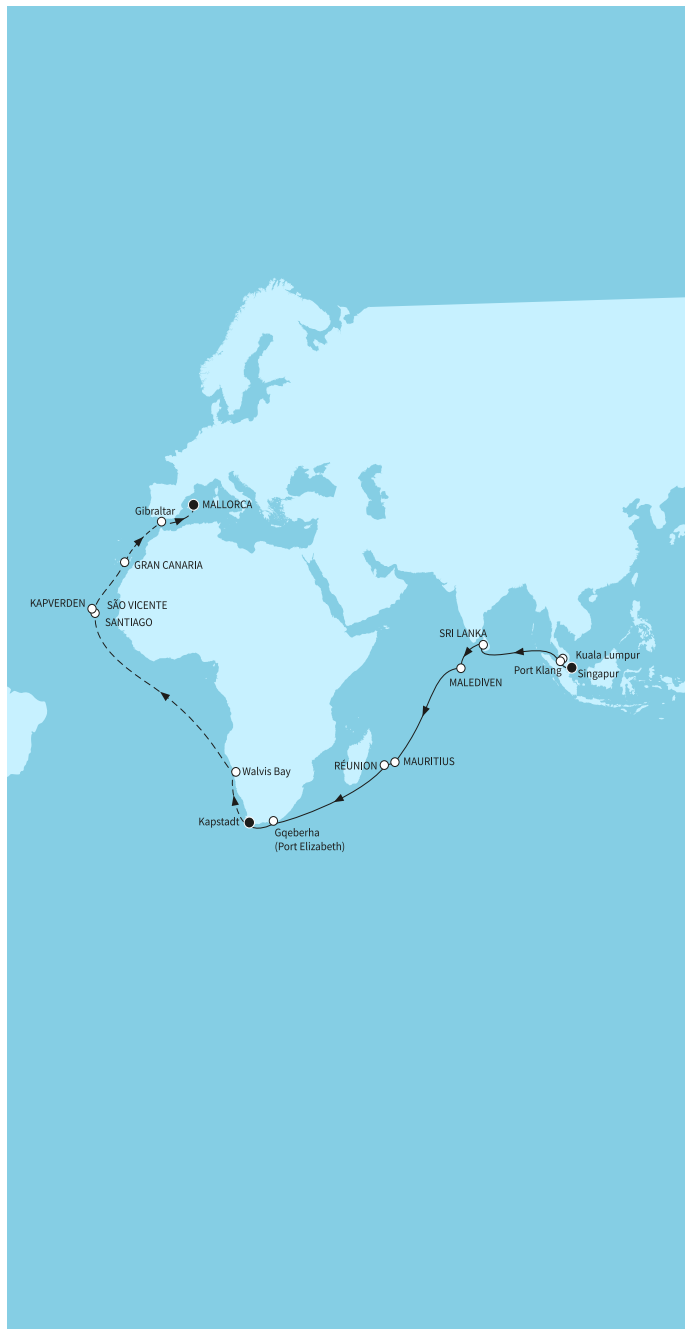 MALLORCA
Gibraltar
GRAN CANARIA
KAPVERDEN
SÃO VICENTE
SANTIAGO
SRI LANKA
Kuala Lumpur
Port Klang
Singapur
MALEDIVEN
MAURITIUS
RÉUNION
Walvis Bay
Kapstadt
Gqeberha
(Port Elizabeth)